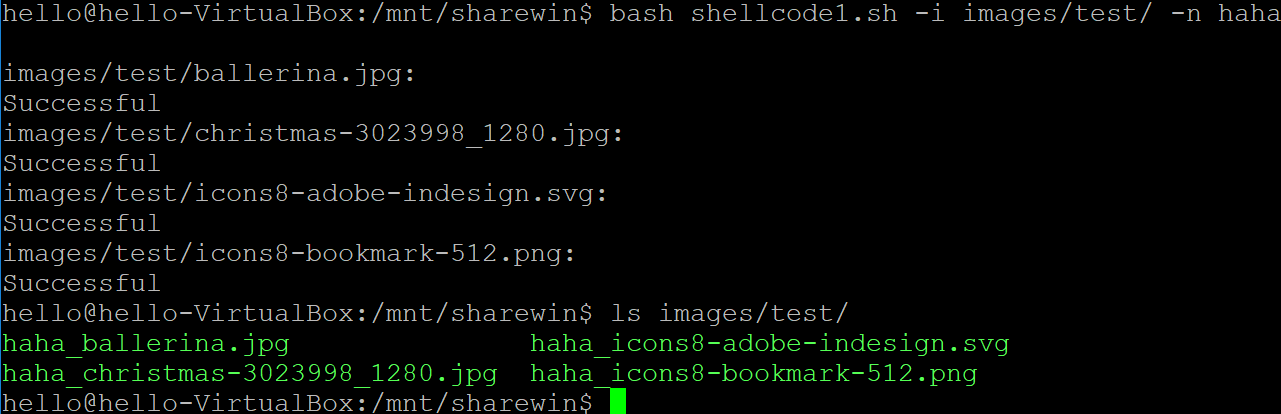 hello@hello-VirtualBox:/mnt/sharewin$ bash shellcode1.sh -i images/test/ -n haha
images/test/ballerina.jpg:
Successful
images/test/christmas-3023998_1280.jpg:
Successful
images/test/icons8-adobe-indesign.svg:
Successful
images/test/icons8-bookmark-512.png:
Successful
hello@hello-VirtualBox:/mnt/sharewin$ ls images/test/
haha_ballerina.jpg haha_icons8-adobe-indesign.svg
haha_christmas-3023998_1280.jpg haha_icons8-bookmark-512.png
hello@hello-VirtualBox:/mnt/sharewin$